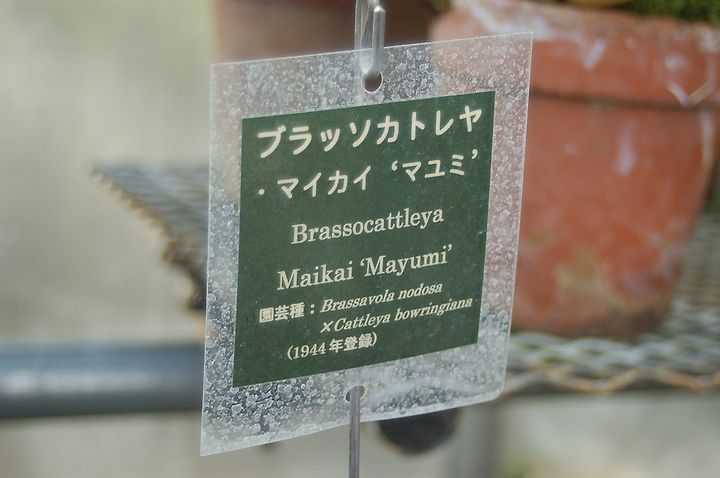 ブラッソカトレヤ
・マイカイ ‘マユミ’
Brassocattleya
Maikai ‘Mayumi’
園芸種：Brassavola nodosa
×Cattleya bowringiana
（1944年登録）